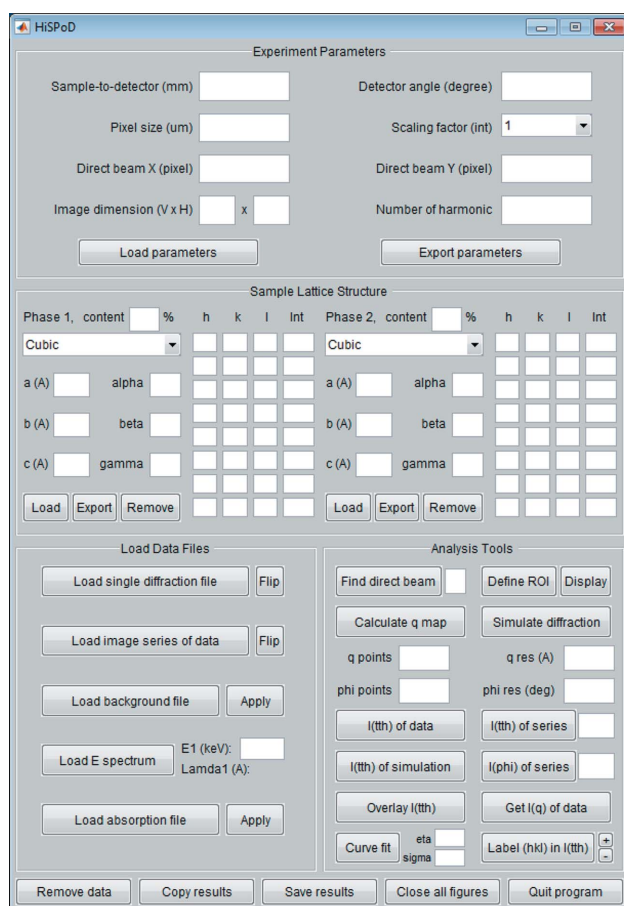 HiSPoD
Experiment Parameters
Sample-to-detector (mm) Detector angle (degree)
Pixel size (um) Scaling factor (int) 1
Direct beam X (pixel) Direct beam Y (pixel)
Image dimension (V x H) x Number of harmonic
Load parameters Export parameters
Sample Lattice Structure
Phase 1, content % h k l Int Phase 2, content % h k l Int
Cubic Cubic
a (A) alpha a (A) alpha
b (A) beta b (A) beta
c (A) gamma c (A) gamma
Load Export Remove Load Export Remove
Load Data Files
Load single diffraction file Flip
Load image series of data Flip
Load background file Apply
Load E spectrum E1 (keV):
Lamda1 (A):
Load absorption file Apply
Analysis Tools
Find direct beam Define ROI Display
Calculate q map Simulate diffraction
q points q res (A)
phi points phi res (deg)
I(tth) of data I(tth) of series
I(tth) of simulation I(phi) of series
Overlay I(tth) Get I(q) of data
Curve fit eta Label (hkl) in I(tth) +
sigma -
Remove data Copy results Save results Close all figures Quit program